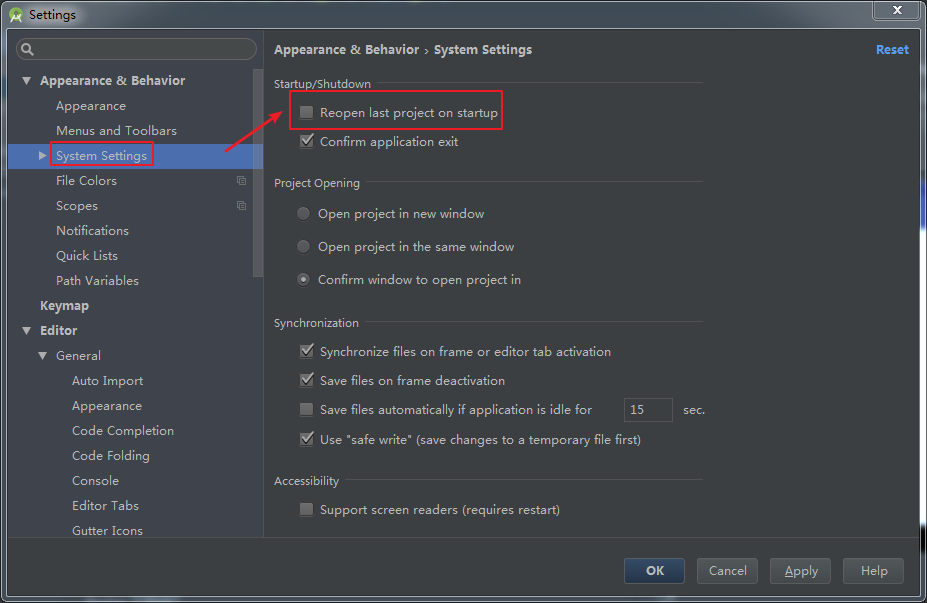 Settings
Appearance & Behavior › System Settings
Reset
Appearance & Behavior
Appearance
Menus and Toolbars
System Settings
File Colors
Scopes
Notifications
Quick Lists
Path Variables
Keymap
Editor
General
Auto Import
Appearance
Code Completion
Code Folding
Console
Editor Tabs
Gutter Icons
Startup/Shutdown
Reopen last project on startup
Confirm application exit
Project Opening
Open project in new window
Open project in the same window
Confirm window to open project in
Synchronization
Synchronize files on frame or editor tab activation
Save files on frame deactivation
Save files automatically if application is idle for 15 sec.
Use "safe write" (save changes to a temporary file first)
Accessibility
Support screen readers (requires restart)
OK Cancel Apply Help